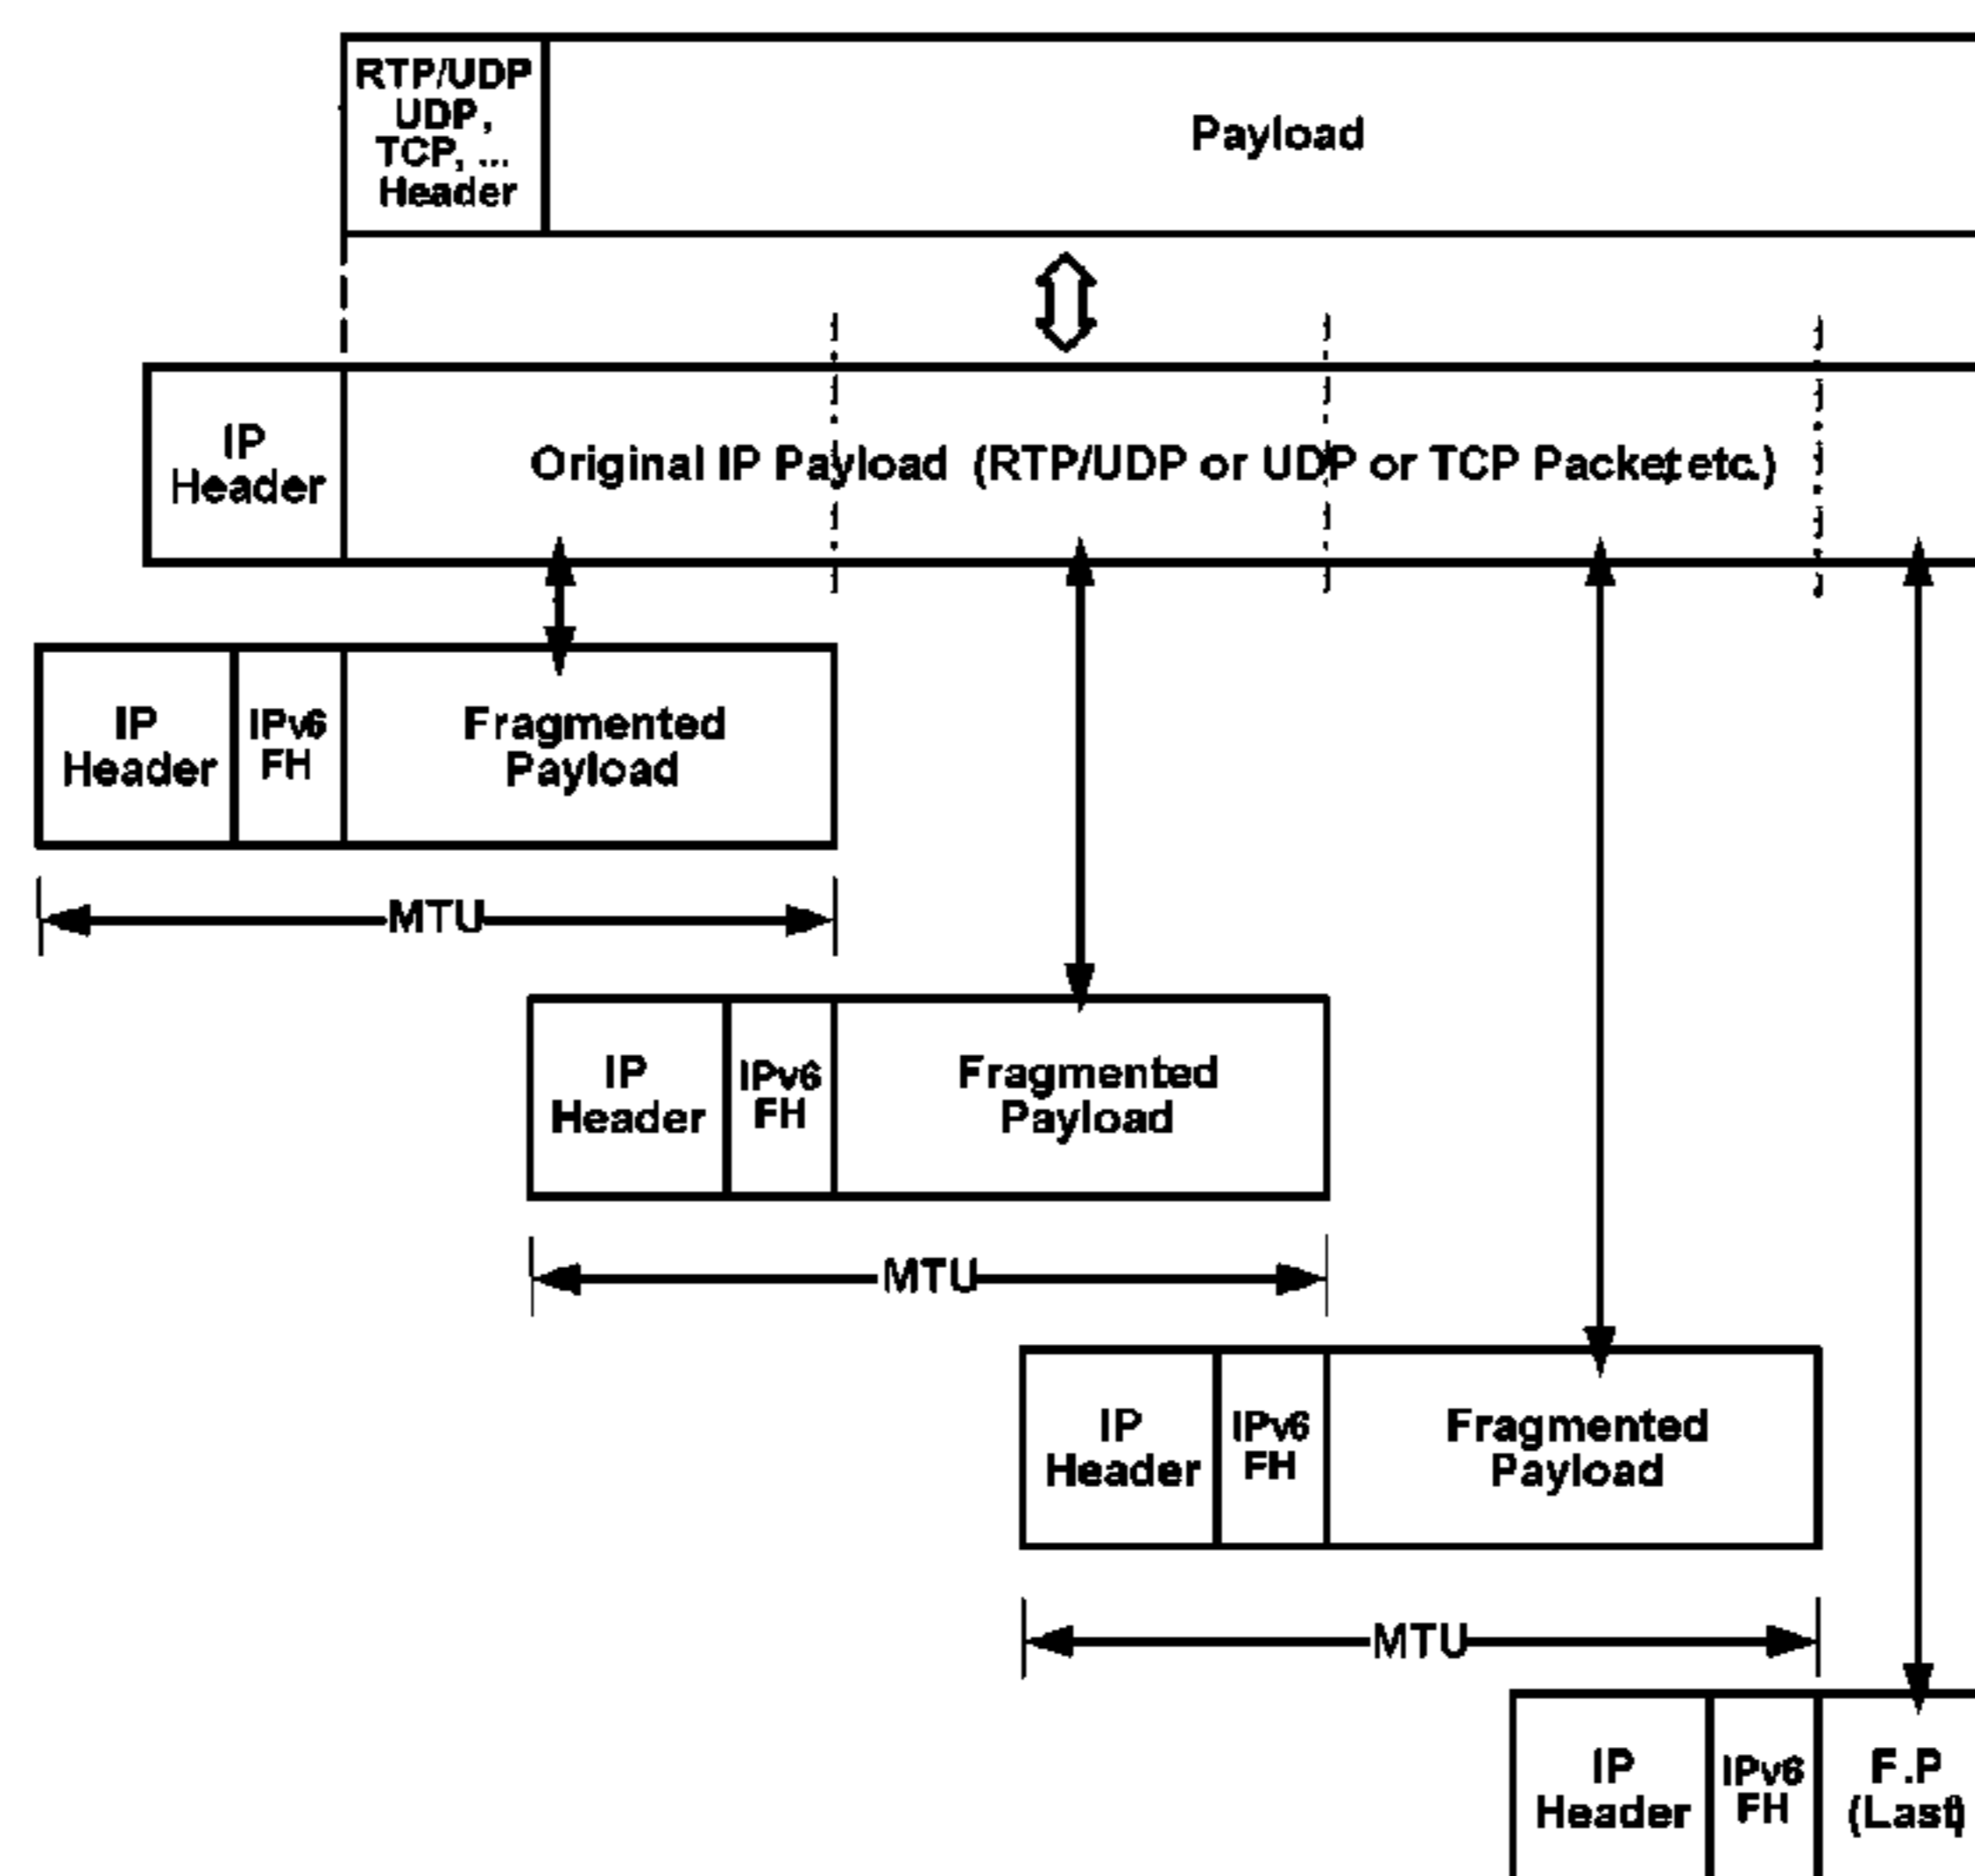 RTP/UDP
UDP,
TCP, ...
Header
Payload
IP
Header
Original IP Payload (RTP/UDP or UDP or TCP Packet, etc.)
IP
Header
IPv6
FH
Fragmented
Payload
MTU
IP
Header
IPv6
FH
Fragmented
Payload
MTU
IP
Header
IPv6
FH
Fragmented
Payload
MTU
IP
Header
IPv6
FH
F.P
(Last)